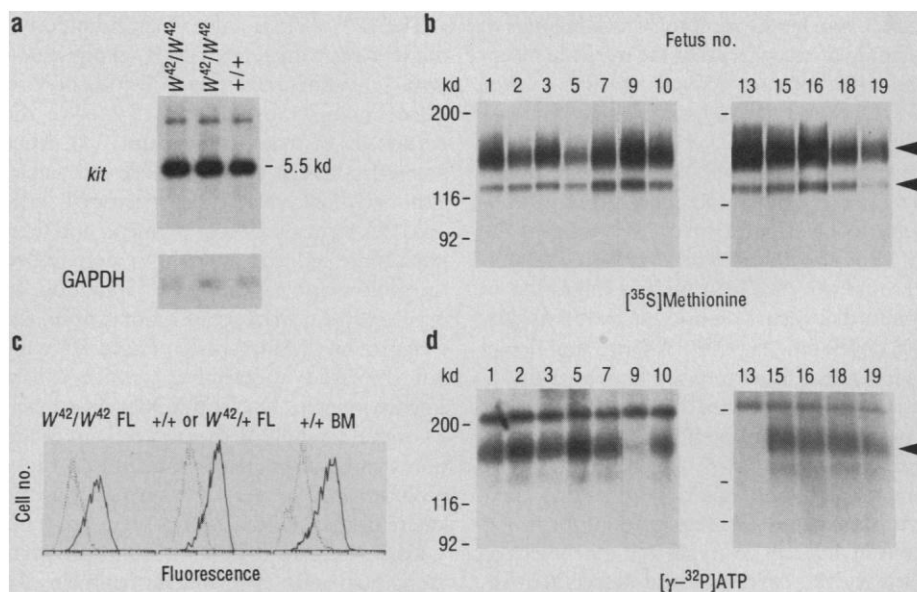 a
W⁴²/W⁴²
W⁴²/W⁴²
+/+
kit
- 5.5 kd
GAPDH
b
Fetus no.
kd 1 2 3 5 7 9 10 13 15 16 18 19
200 -
116 -
92 -
[³⁵S]Methionine
c
W⁴²/W⁴² FL +/+ or W⁴²/+ FL +/+ BM
Cell no.
Fluorescence
d
kd 1 2 3 5 7 9 10 13 15 16 18 19
200 -
116 -
92 -
[γ-³²P]ATP